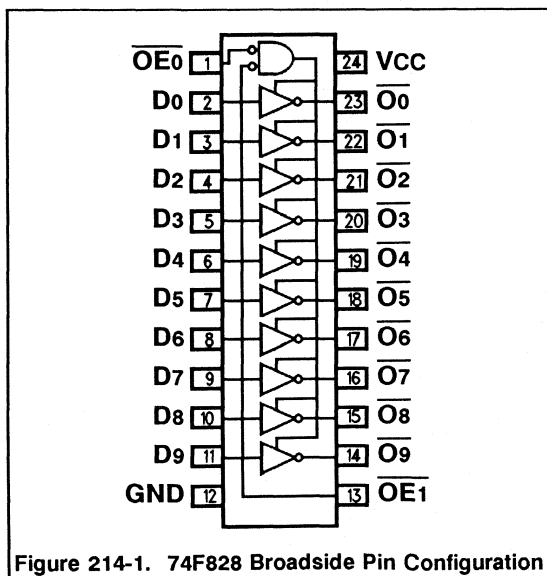 OE0 1 24 VCC
D0 2 23 O0
D1 3 22 O1
D2 4 21 O2
D3 5 20 O3
D4 6 19 O4
D5 7 18 O5
D6 8 17 O6
D7 9 16 O7
D8 10 15 O8
D9 11 14 O9
GND 12 13 OE1
Figure 214-1. 74F828 Broadside Pin Configuration